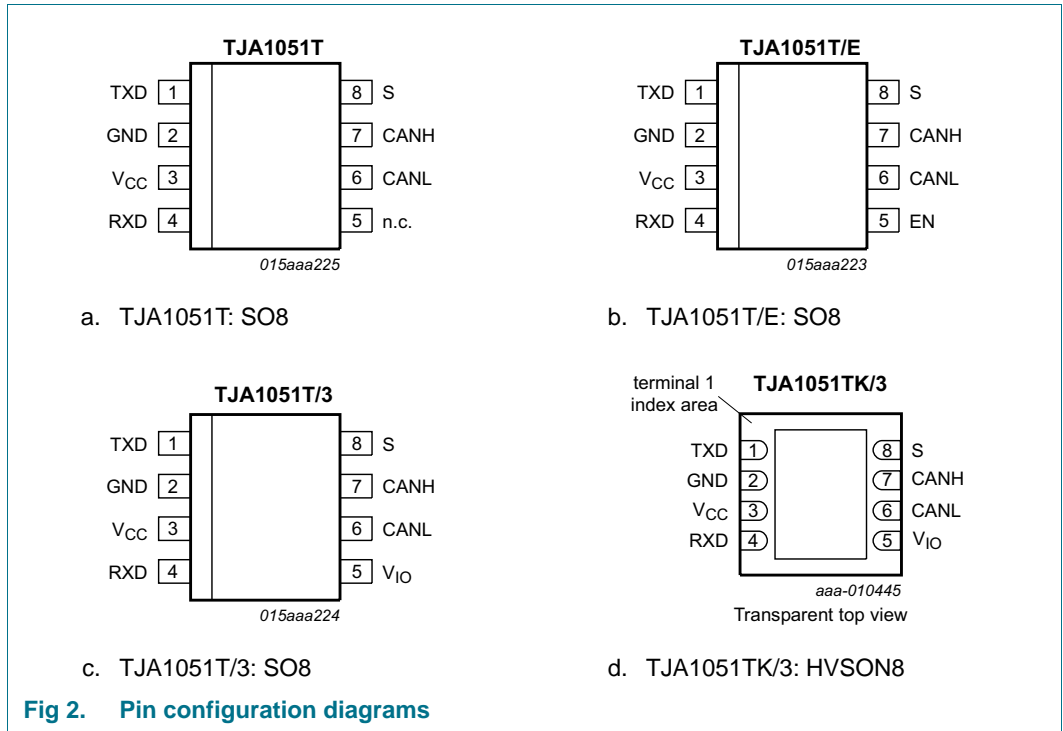 TJA1051T
TXD 1
GND 2
VCC 3
RXD 4
8 S
7 CANH
6 CANL
5 n.c.
015aaa225
a. TJA1051T: SO8
TJA1051T/E
TXD 1
GND 2
VCC 3
RXD 4
8 S
7 CANH
6 CANL
5 EN
015aaa223
b. TJA1051T/E: SO8
TJA1051T/3
TXD 1
GND 2
VCC 3
RXD 4
8 S
7 CANH
6 CANL
5 VIO
015aaa224
c. TJA1051T/3: SO8
terminal 1
index area
TJA1051TK/3
TXD 1
GND 2
VCC 3
RXD 4
8 S
7 CANH
6 CANL
5 VIO
aaa-010445
Transparent top view
d. TJA1051TK/3: HVSON8
Fig 2. Pin configuration diagrams